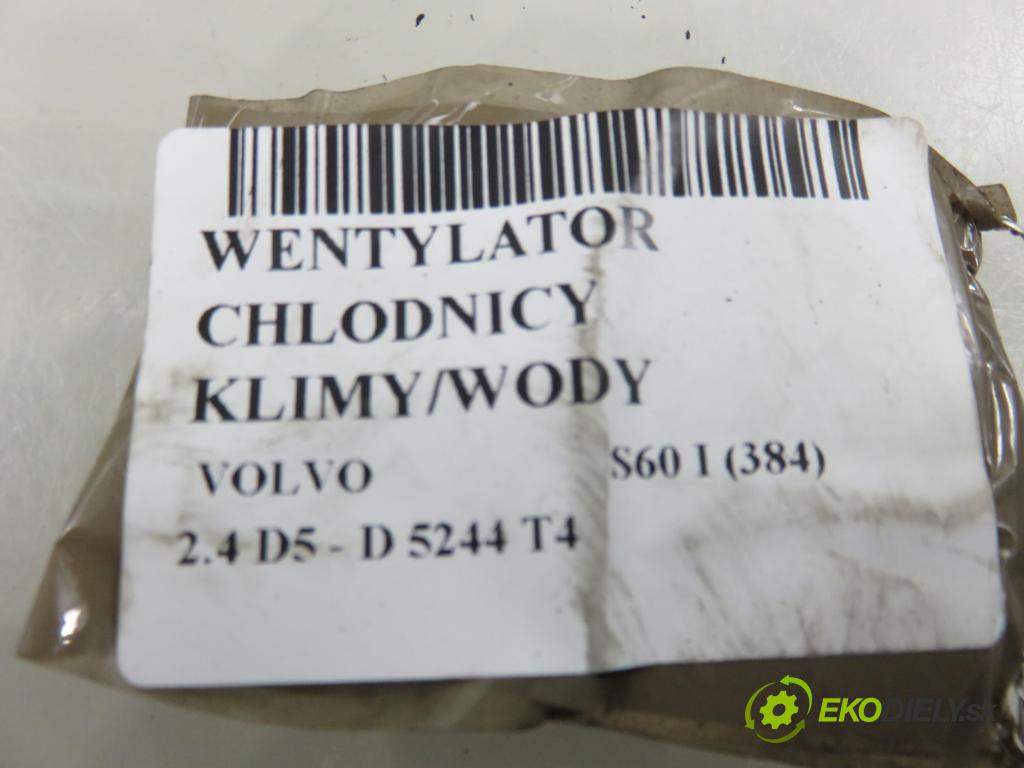 WENTYLATOR
CHLODNICY
KLIMY/WODY
VOLVO S60 I (384)
2.4 D5 - D 5244 T4
EKODIELY.sk